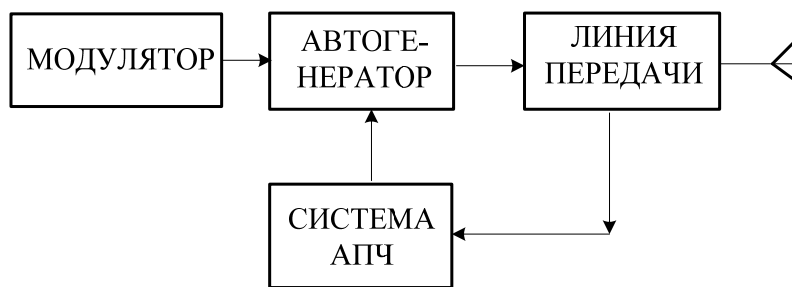 МОДУЛЯТОР
АВТОГЕ-
НЕРАТОР
ЛИНИЯ
ПЕРЕДАЧИ
СИСТЕМА
АПЧ